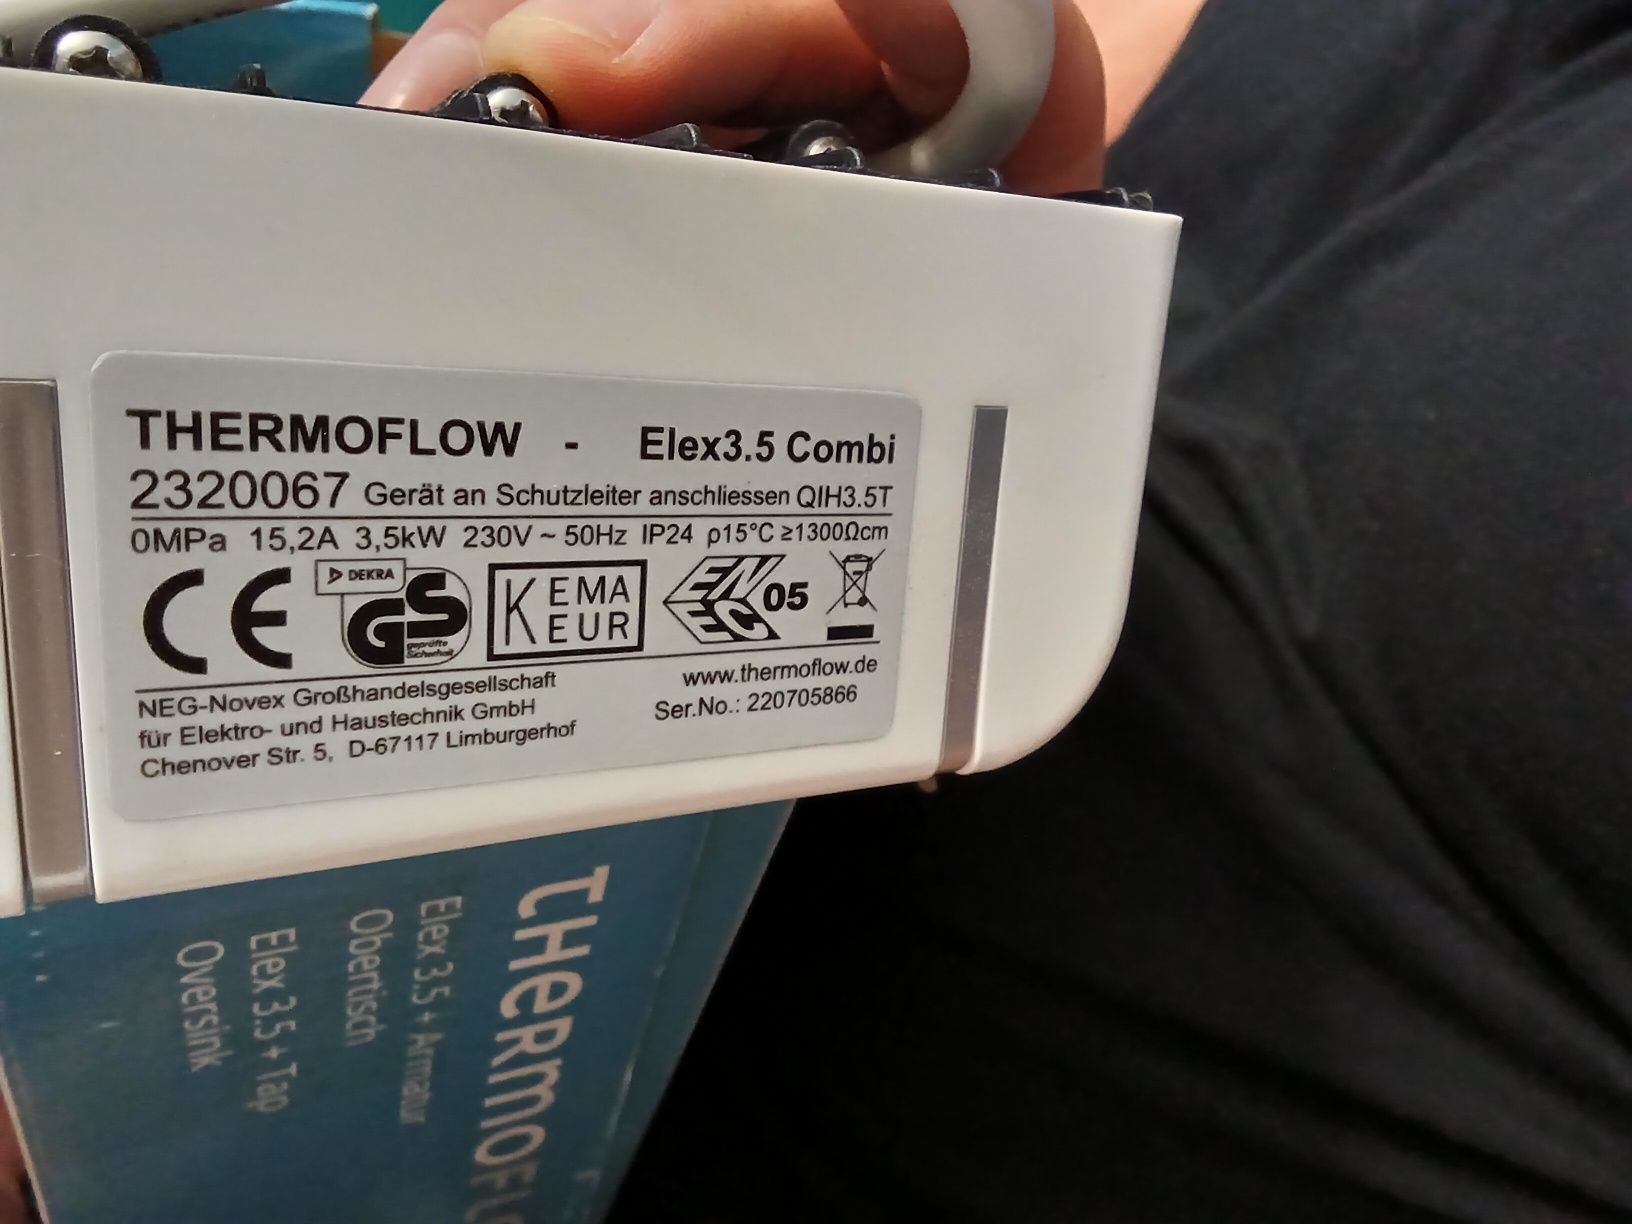 THERMOFLOW - Elex3.5 Combi
2320067 Gerät an Schutzleiter anschliessen QIH3.5T
0MPa 15,2A 3,5kW 230V ~ 50Hz IP24 ρ15°C ≥1300Ωcm
CE DEKRA GS geprüfte Sicherheit KEMA EUR ENEC 05
NEG-Novex Großhandelsgesellschaft
für Elektro- und Haustechnik GmbH
Chenover Str. 5, D-67117 Limburgerhof
www.thermoflow.de
Ser.No.: 220705866
THERMOFL
Elex 3.5 + Armatur
Obertisch
Elex 3.5 + Tap
Oversink